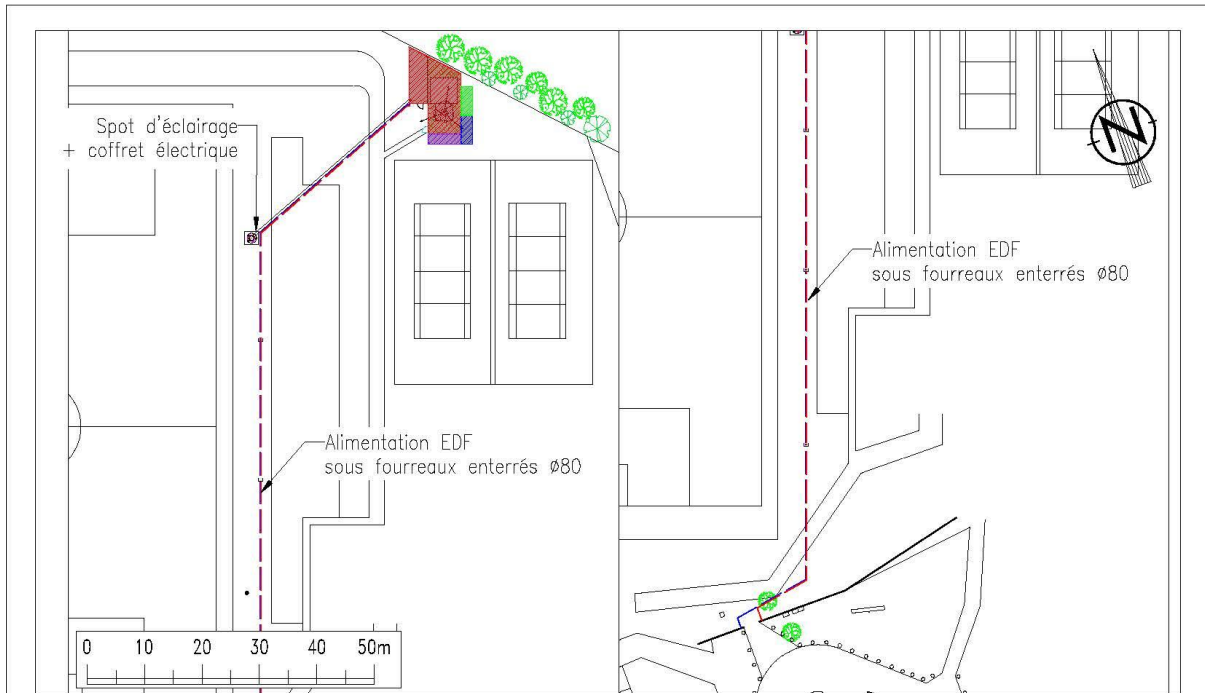 Spot d'éclairage
+ coffret électrique
Alimentation EDF
sous fourreaux enterrés Ø80
0 10 20 30 40 50m
Alimentation EDF
sous fourreaux enterrés Ø80
N